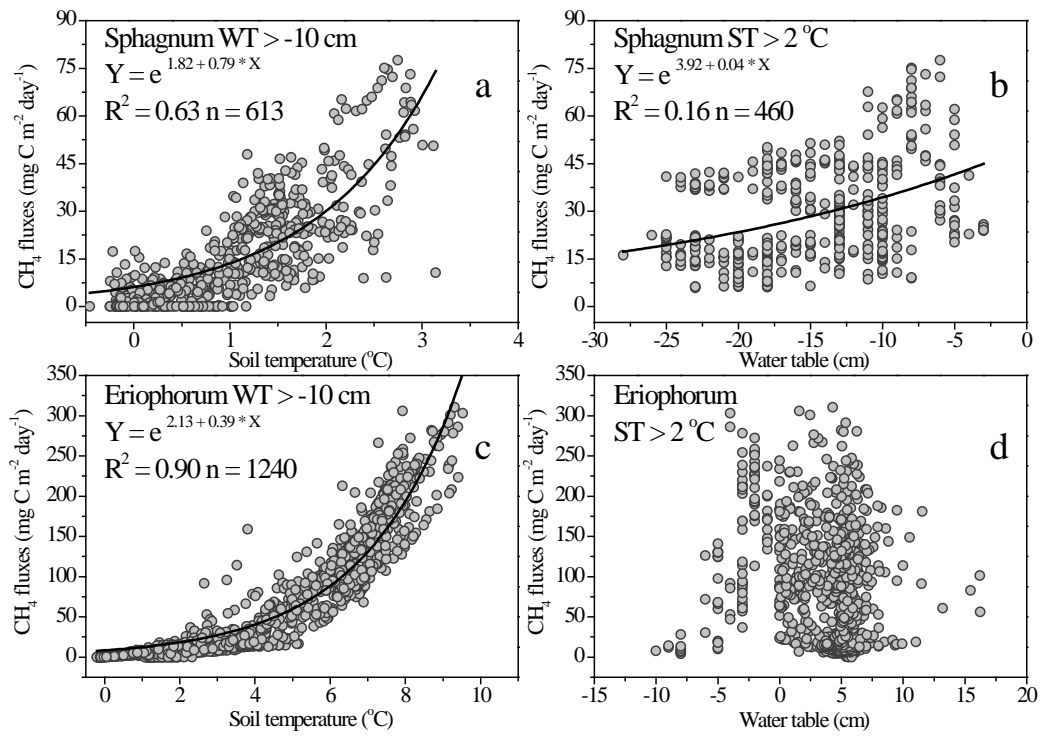 Sphagnum WT > -10 cm
Y = e^1.82 + 0.79 * X
R² = 0.63 n = 613
a
CH₄ fluxes (mg C m⁻² day⁻¹)
90
75
60
45
30
15
0
0 1 2 3 4
Soil temperature (°C)
Sphagnum ST > 2 °C
Y = e^3.92 + 0.04 * X
R² = 0.16 n = 460
b
CH₄ fluxes (mg C m⁻² day⁻¹)
90
75
60
45
30
15
0
-30 -25 -20 -15 -10 -5 0
Water table (cm)
Eriophorum WT > -10 cm
Y = e^2.13 + 0.39 * X
R² = 0.90 n = 1240
c
CH₄ fluxes (mg C m⁻² day⁻¹)
350
300
250
200
150
100
50
0
0 2 4 6 8 10
Soil temperature (°C)
Eriophorum
ST > 2 °C
d
CH₄ fluxes (mg C m⁻² day⁻¹)
350
300
250
200
150
100
50
0
-15 -10 -5 0 5 10 15 20
Water table (cm)